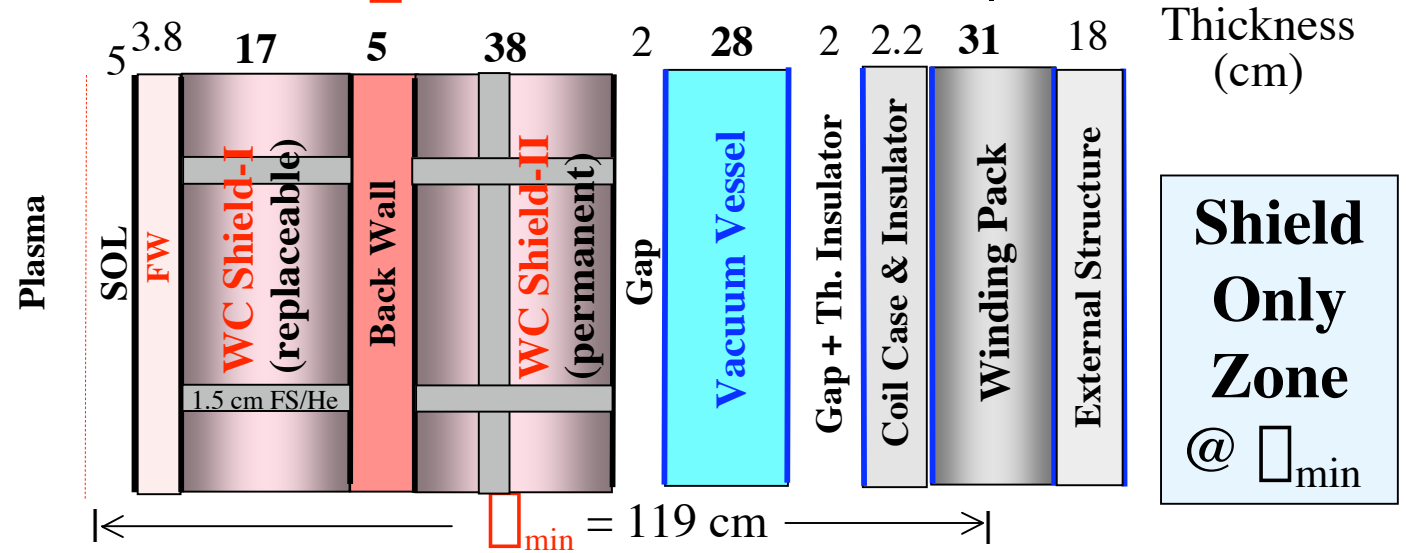 5 3.8 17 5 38 2 28 2 2.2 31 18 Thickness
(cm)
Plasma
SOL
FW
WC Shield-I
(replaceable)
1.5 cm FS/He
Back Wall
WC Shield-II
(permanent)
Gap
Vacuum Vessel
Gap + Th. Insulator
Coil Case & Insulator
Winding Pack
External Structure
Shield
Only
Zone
@ □min
□min = 119 cm